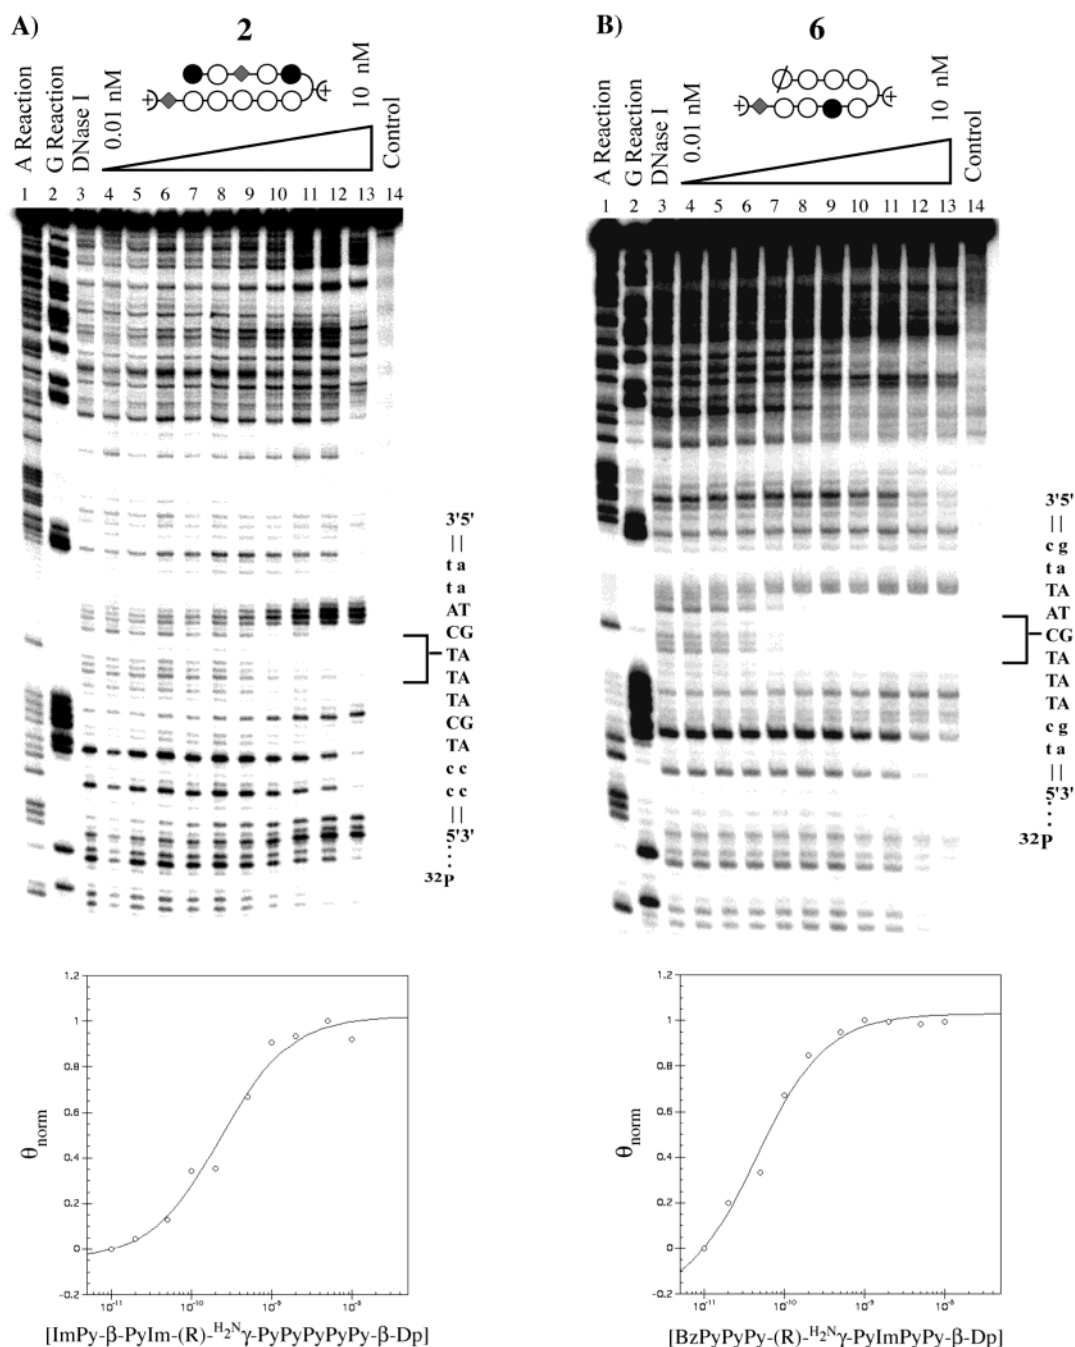 A)
2
A Reaction
G Reaction
DNase I
0.01 nM
10 nM
Control
1 2 3 4 5 6 7 8 9 10 11 12 13 14
3'5'
||
t a
t a
AT
CG
TA
TA
TA
CG
TA
c c
c c
||
5'3'
32P
1.2
1
0.8
0.6
0.4
0.2
0
-0.2
θnorm
10⁻¹¹ 10⁻¹⁰ 10⁻⁹ 10⁻⁸
[ImPy-β-PyIm-(R)-ᴴ²ᴺγ-PyPyPyPyPy-β-Dp]
B)
6
A Reaction
G Reaction
DNase I
0.01 nM
10 nM
Control
1 2 3 4 5 6 7 8 9 10 11 12 13 14
3'5'
||
c g
t a
TA
AT
CG
TA
TA
TA
c g
t a
||
5'3'
32P
1.2
1
0.8
0.6
0.4
0.2
0
-0.2
θnorm
10⁻¹¹ 10⁻¹⁰ 10⁻⁹ 10⁻⁸
[BzPyPyPy-(R)-ᴴ²ᴺγ-PyImPyPy-β-Dp]